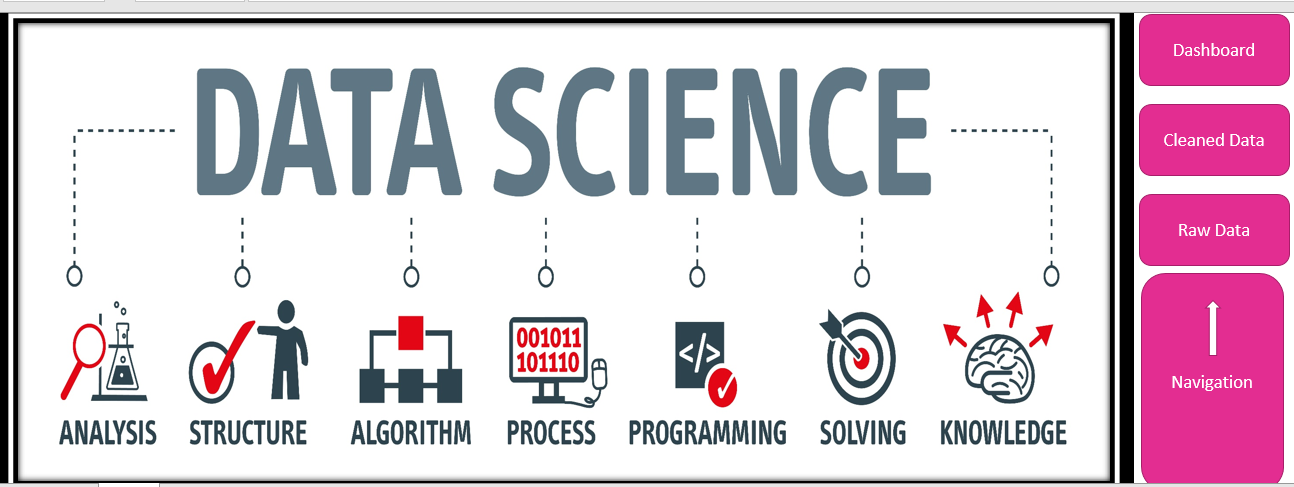 DATA SCIENCE
001011
101110
</>
ANALYSIS
STRUCTURE
ALGORITHM
PROCESS
PROGRAMMING
SOLVING
KNOWLEDGE
Dashboard
Cleaned Data
Raw Data
Navigation